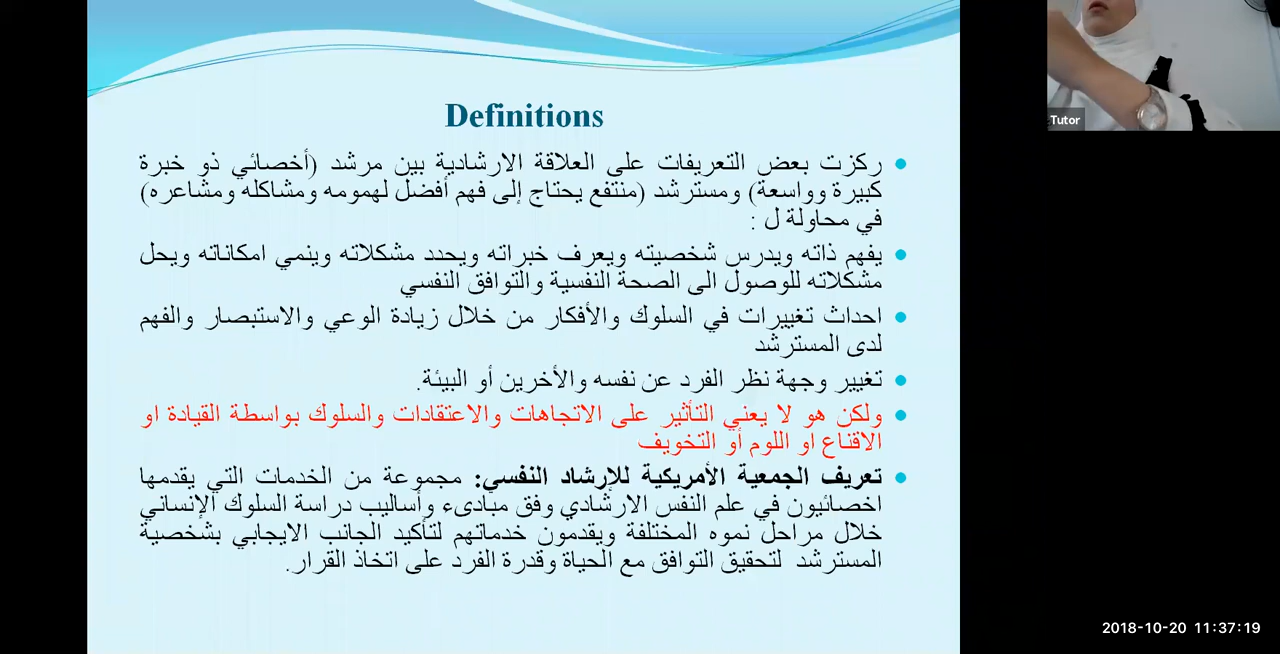 Definitions
ركزت بعض التعريفات على العلاقة الارشادية بين مرشد (أخصائي ذو خبرة
كبيرة وواسعة) ومسترشد (منتفع يحتاج إلى فهم أفضل لهمومه ومشاكله ومشاعره)
في محاولة ل :
يفهم ذاته ويدرس شخصيته ويعرف خبراته ويحدد مشكلاته وينمي امكاناته ويحل
مشكلاته للوصول الى الصحة النفسية والتوافق النفسي
احداث تغييرات في السلوك والأفكار من خلال زيادة الوعي والاستبصار والفهم
لدى المسترشد
تغيير وجهة نظر الفرد عن نفسه والأخرين أو البيئة.
ولكن هو لا يعني التأثير على الاتجاهات والاعتقادات والسلوك بواسطة القيادة او
الاقناع او اللوم أو التخويف
تعريف الجمعية الأمريكية للإرشاد النفسي: مجموعة من الخدمات التي يقدمها
اخصائيون في علم النفس الارشادي وفق مبادىء وأساليب دراسة السلوك الإنساني
خلال مراحل نموه المختلفة ويقدمون خدماتهم لتأكيد الجانب الايجابي بشخصية
المسترشد لتحقيق التوافق مع الحياة وقدرة الفرد على اتخاذ القرار.
Tutor
2018-10-20 11:37:19